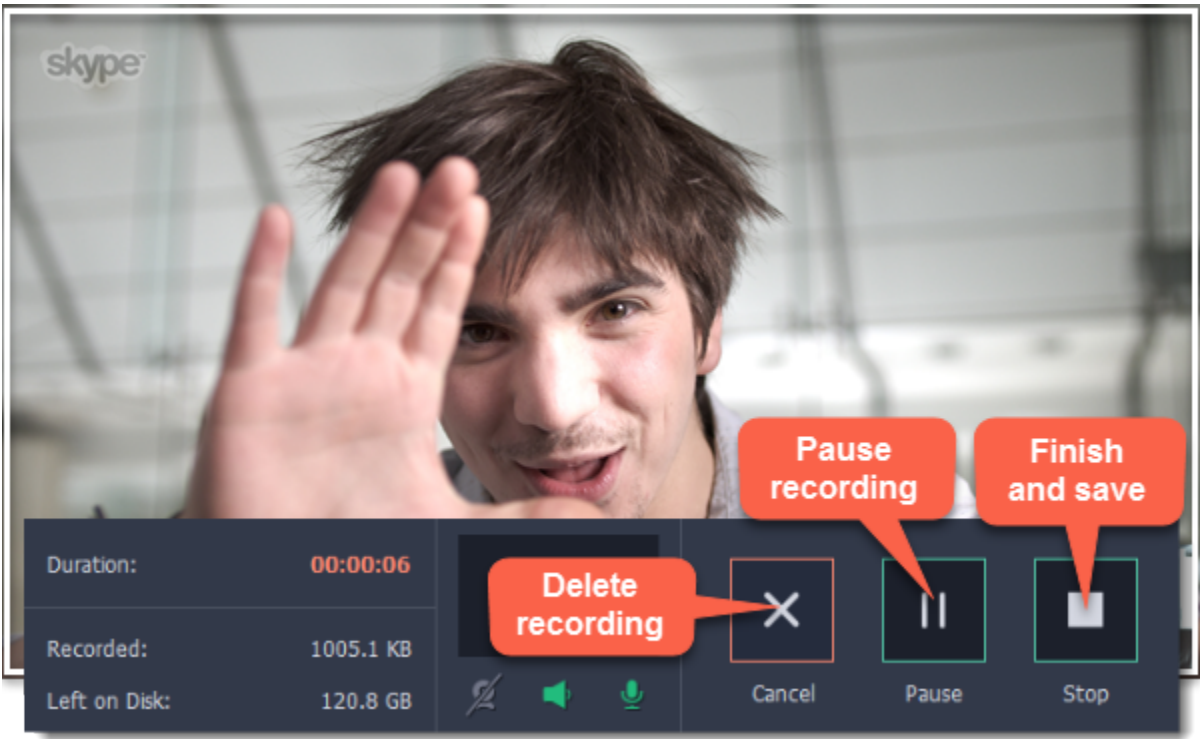 skype™
Pause
recording
Finish
and save
Duration:
00:00:06
Delete
recording
Recorded:
1005.1 KB
Left on Disk:
120.8 GB
Cancel
Pause
Stop